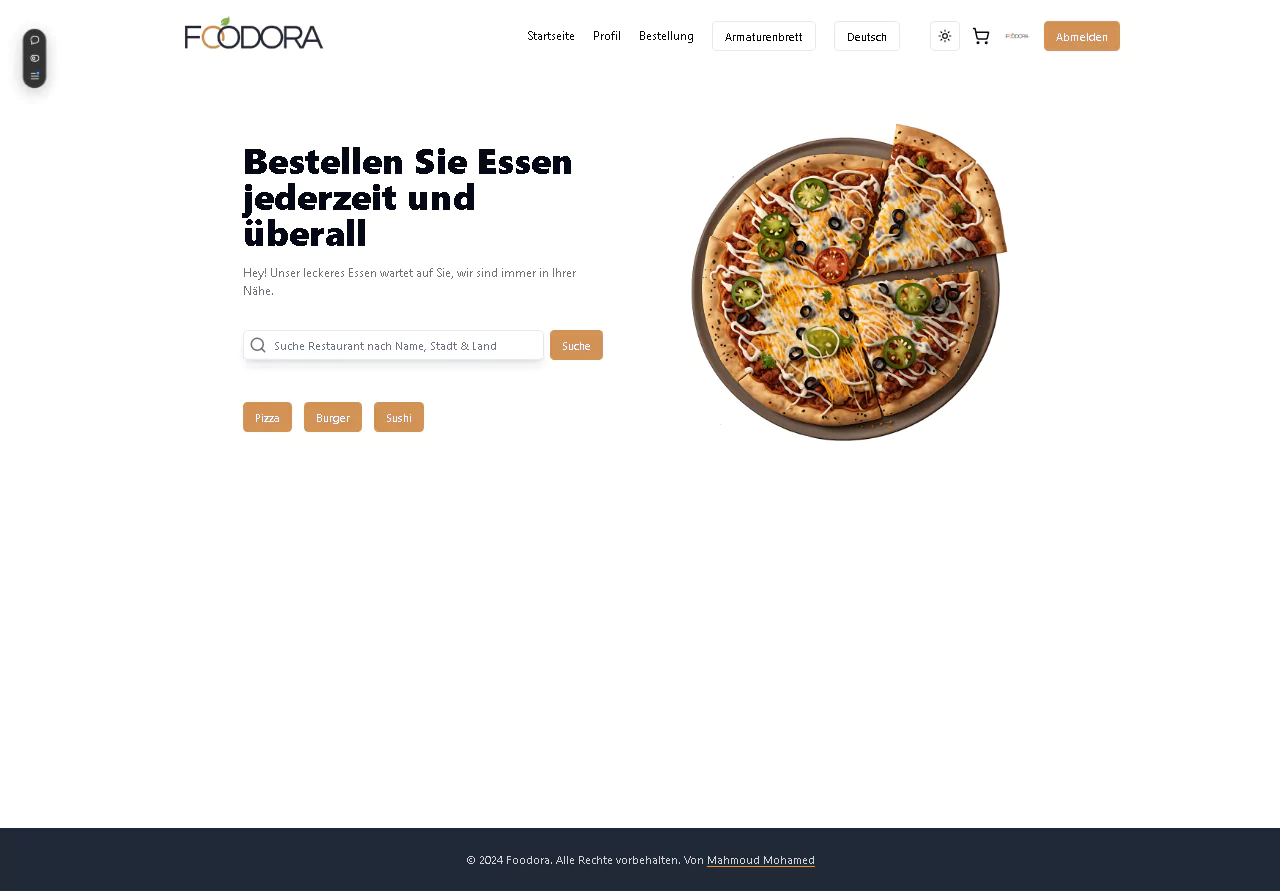 FOODORA
Startseite
Profil
Bestellung
Armaturenbrett
Deutsch
FOODORA
Abmelden
Bestellen Sie Essen
jederzeit und
überall
Hey! Unser leckeres Essen wartet auf Sie, wir sind immer in Ihrer
Nähe.
Suche Restaurant nach Name, Stadt & Land
Suche
Pizza
Burger
Sushi
© 2024 Foodora. Alle Rechte vorbehalten. Von Mahmoud Mohamed